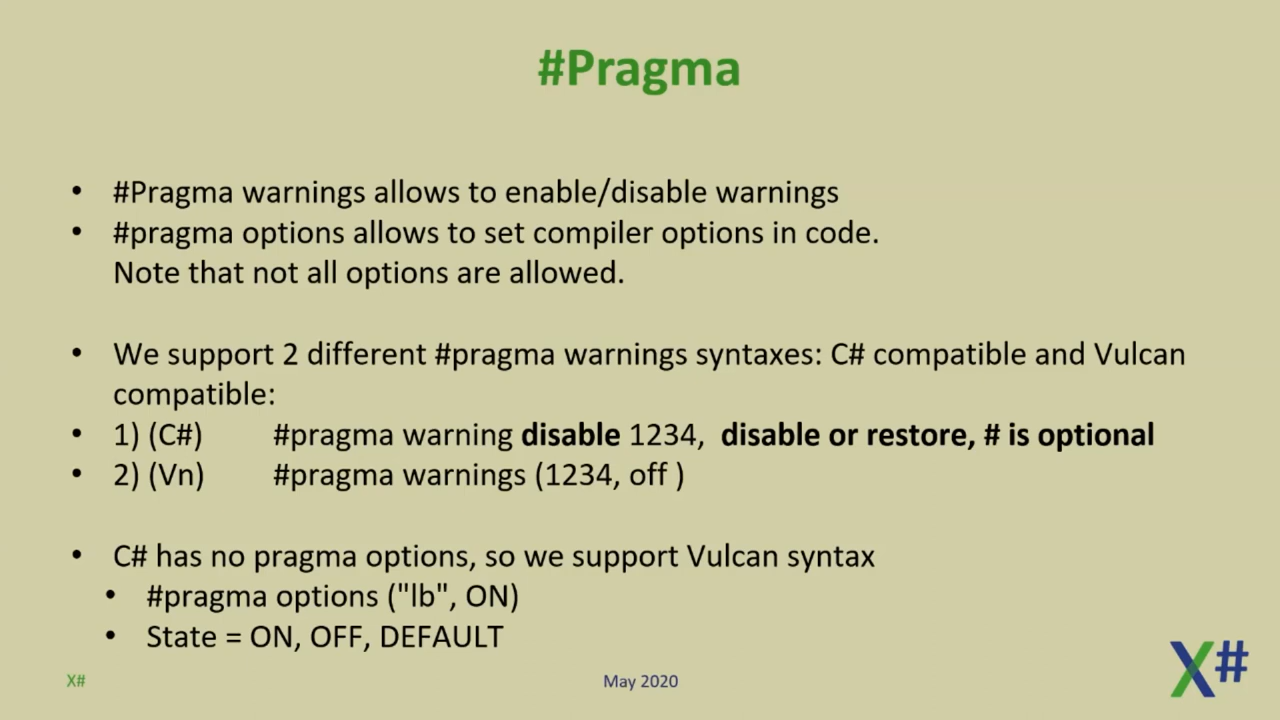 #Pragma
• #Pragma warnings allows to enable/disable warnings
• #pragma options allows to set compiler options in code.
Note that not all options are allowed.
• We support 2 different #pragma warnings syntaxes: C# compatible and Vulcan
compatible:
• 1) (C#) #pragma warning disable 1234, disable or restore, # is optional
• 2) (Vn) #pragma warnings (1234, off )
• C# has no pragma options, so we support Vulcan syntax
• #pragma options ("lb", ON)
• State = ON, OFF, DEFAULT
X# May 2020 X#